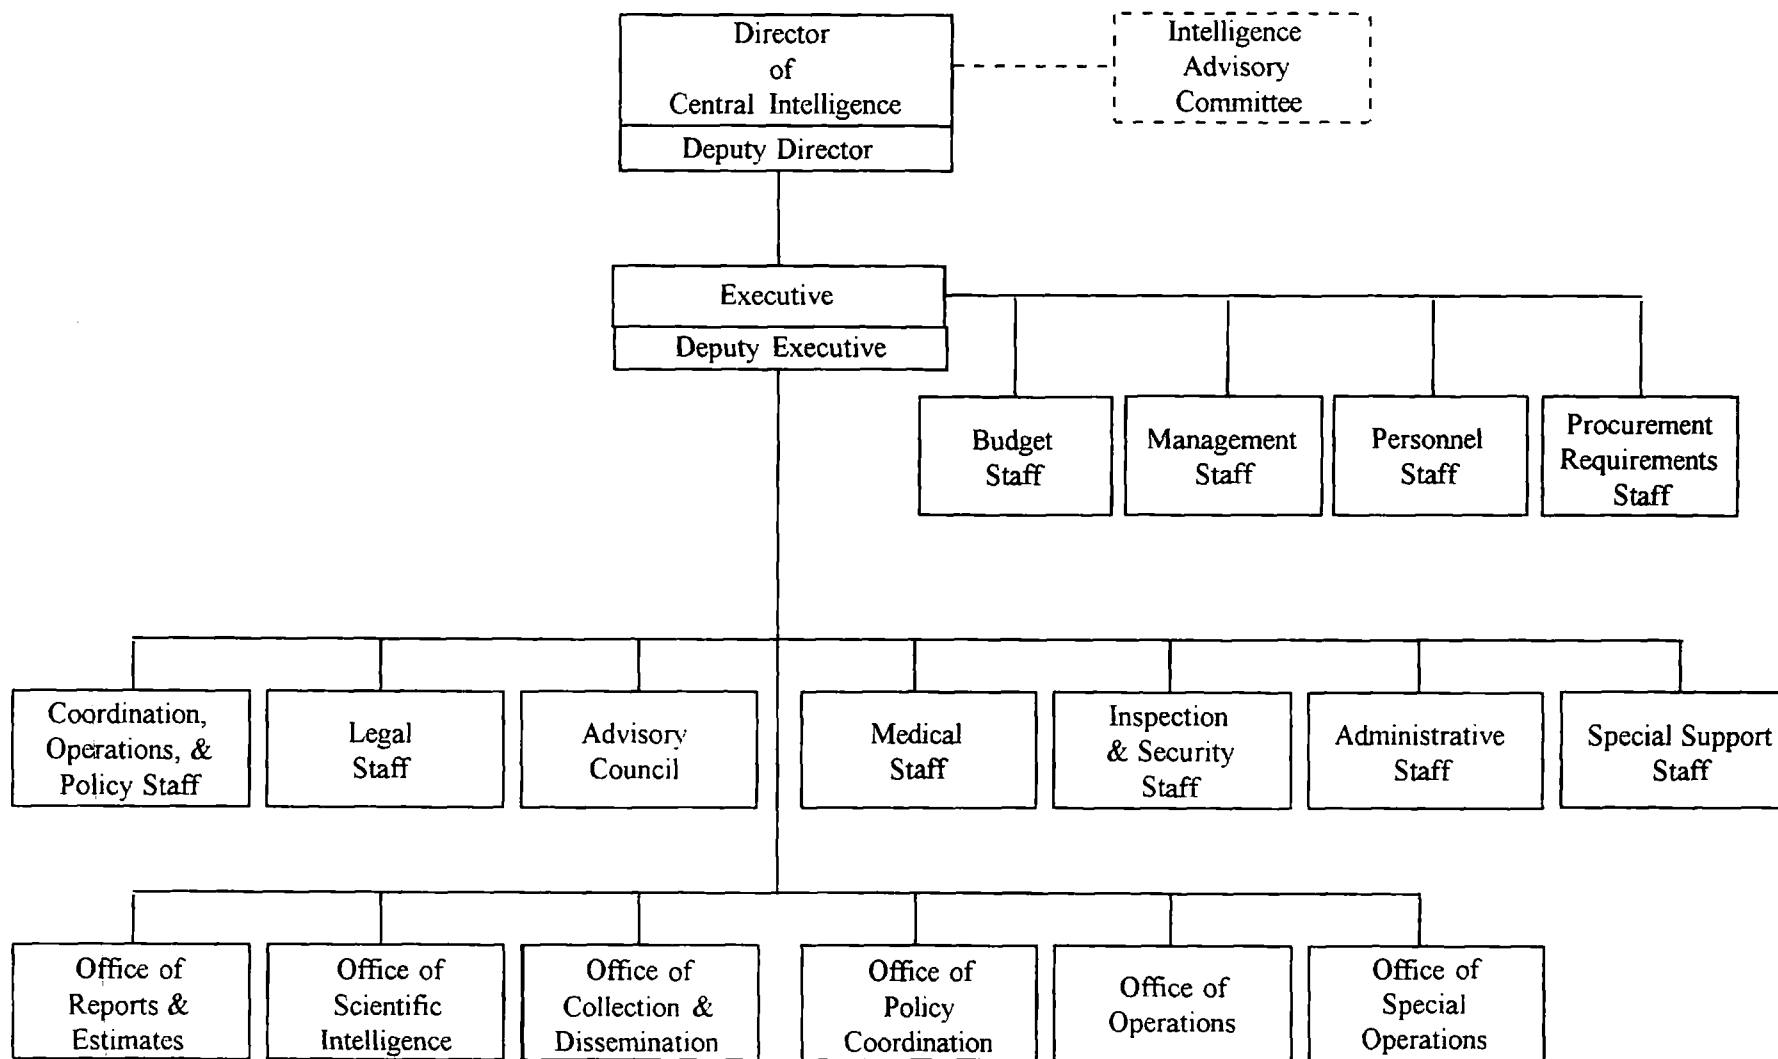 Director
of
Central Intelligence
Deputy Director
Intelligence
Advisory
Committee
Executive
Deputy Executive
Budget
Staff
Management
Staff
Personnel
Staff
Procurement
Requirements
Staff
Coordination,
Operations, &
Policy Staff
Legal
Staff
Advisory
Council
Medical
Staff
Inspection
& Security
Staff
Administrative
Staff
Special Support
Staff
Office of
Reports &
Estimates
Office of
Scientific
Intelligence
Office of
Collection &
Dissemination
Office of
Policy
Coordination
Office of
Operations
Office of
Special
Operations